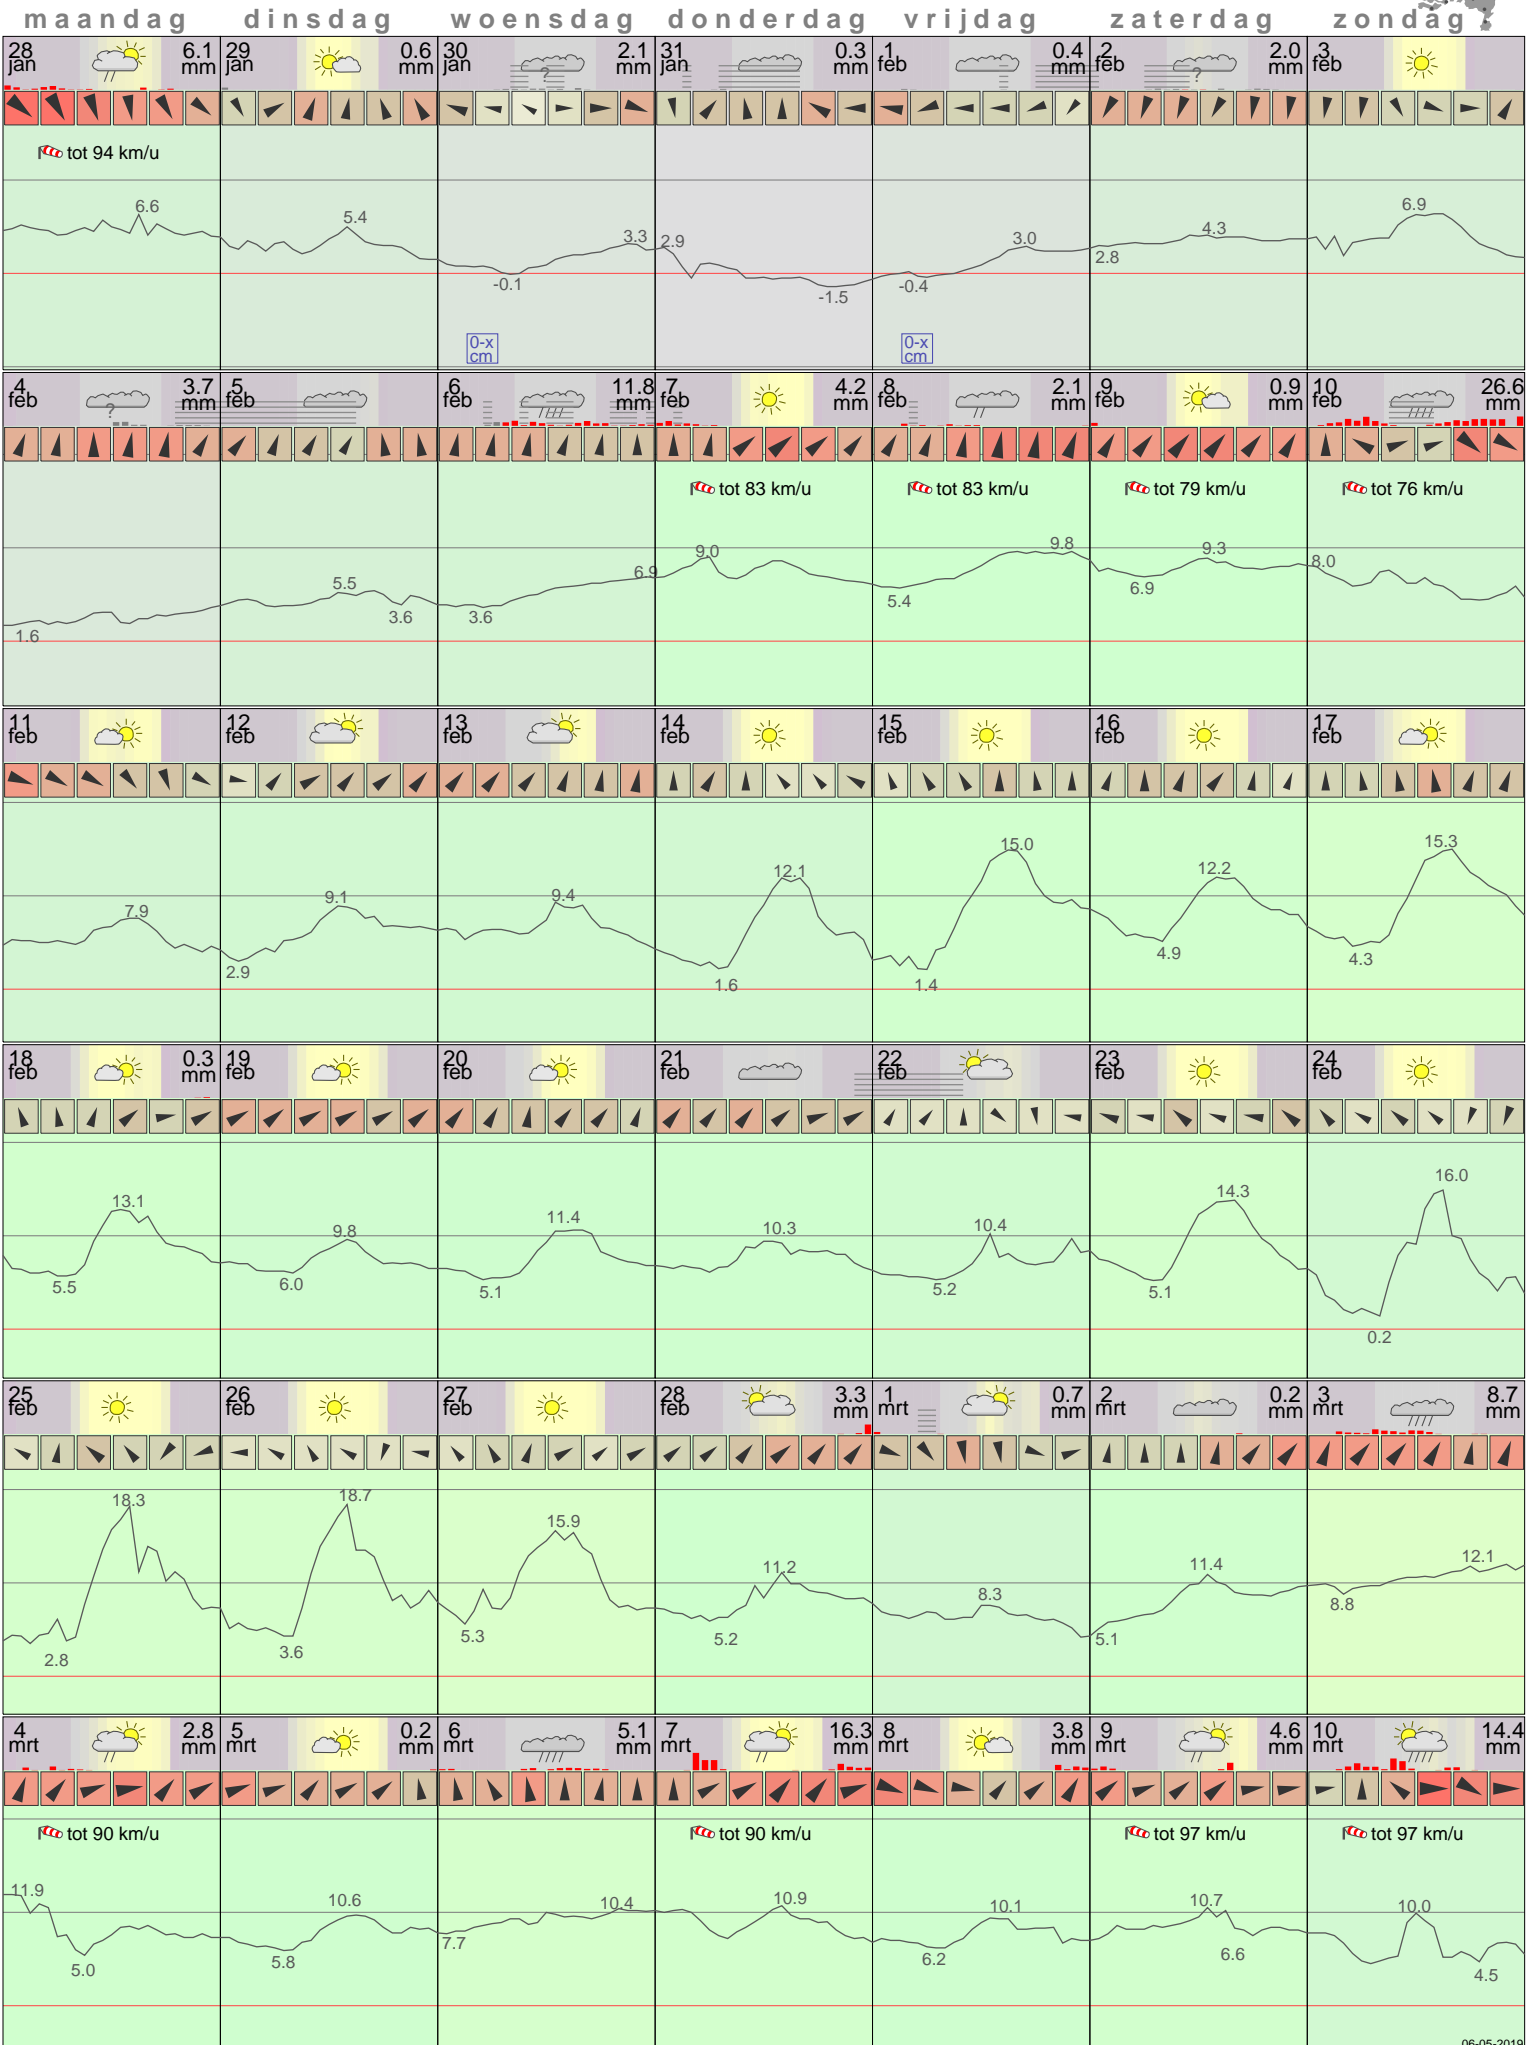 maandag dinsdag woensdag donderdag vrijdag zaterdag zondag
28 jan 6.1 mm 29 jan 0.6 mm 30 jan ? 2.1 mm 31 jan 0.3 mm 1 feb 0.4 mm 2 feb ? 2.0 mm 3 feb
tot 94 km/u
6.6 5.4 -0.1 3.3 2.9 -1.5 -0.4 3.0 2.8 4.3 6.9
0-x cm 0-x cm
4 feb ? 3.7 mm 5 feb 6 feb 11.8 mm 7 feb 4.2 mm 8 feb 2.1 mm 9 feb 0.9 mm 10 feb 26.6 mm
tot 83 km/u tot 83 km/u tot 79 km/u tot 76 km/u
1.6 5.5 3.6 3.6 6.9 9.0 5.4 9.8 6.9 9.3 8.0
11 feb 12 feb 13 feb 14 feb 15 feb 16 feb 17 feb
7.9 2.9 9.1 9.4 1.6 12.1 1.4 15.0 4.9 12.2 4.3 15.3
18 feb 0.3 mm 19 feb 20 feb 21 feb 22 feb 23 feb 24 feb
5.5 13.1 6.0 9.8 5.1 11.4 10.3 5.2 10.4 5.1 14.3 0.2 16.0
25 feb 26 feb 27 feb 28 feb 3.3 mm 1 mrt 0.7 mm 2 mrt 0.2 mm 3 mrt 8.7 mm
2.8 18.3 3.6 18.7 5.3 15.9 5.2 11.2 8.3 5.1 11.4 8.8 12.1
4 mrt 2.8 mm 5 mrt 0.2 mm 6 mrt 5.1 mm 7 mrt 16.3 mm 8 mrt 3.8 mm 9 mrt 4.6 mm 10 mrt 14.4 mm
tot 90 km/u tot 90 km/u tot 97 km/u tot 97 km/u
11.9 5.0 5.8 10.6 7.7 10.4 10.9 6.2 10.1 10.7 6.6 10.0 4.5
06-05-2019